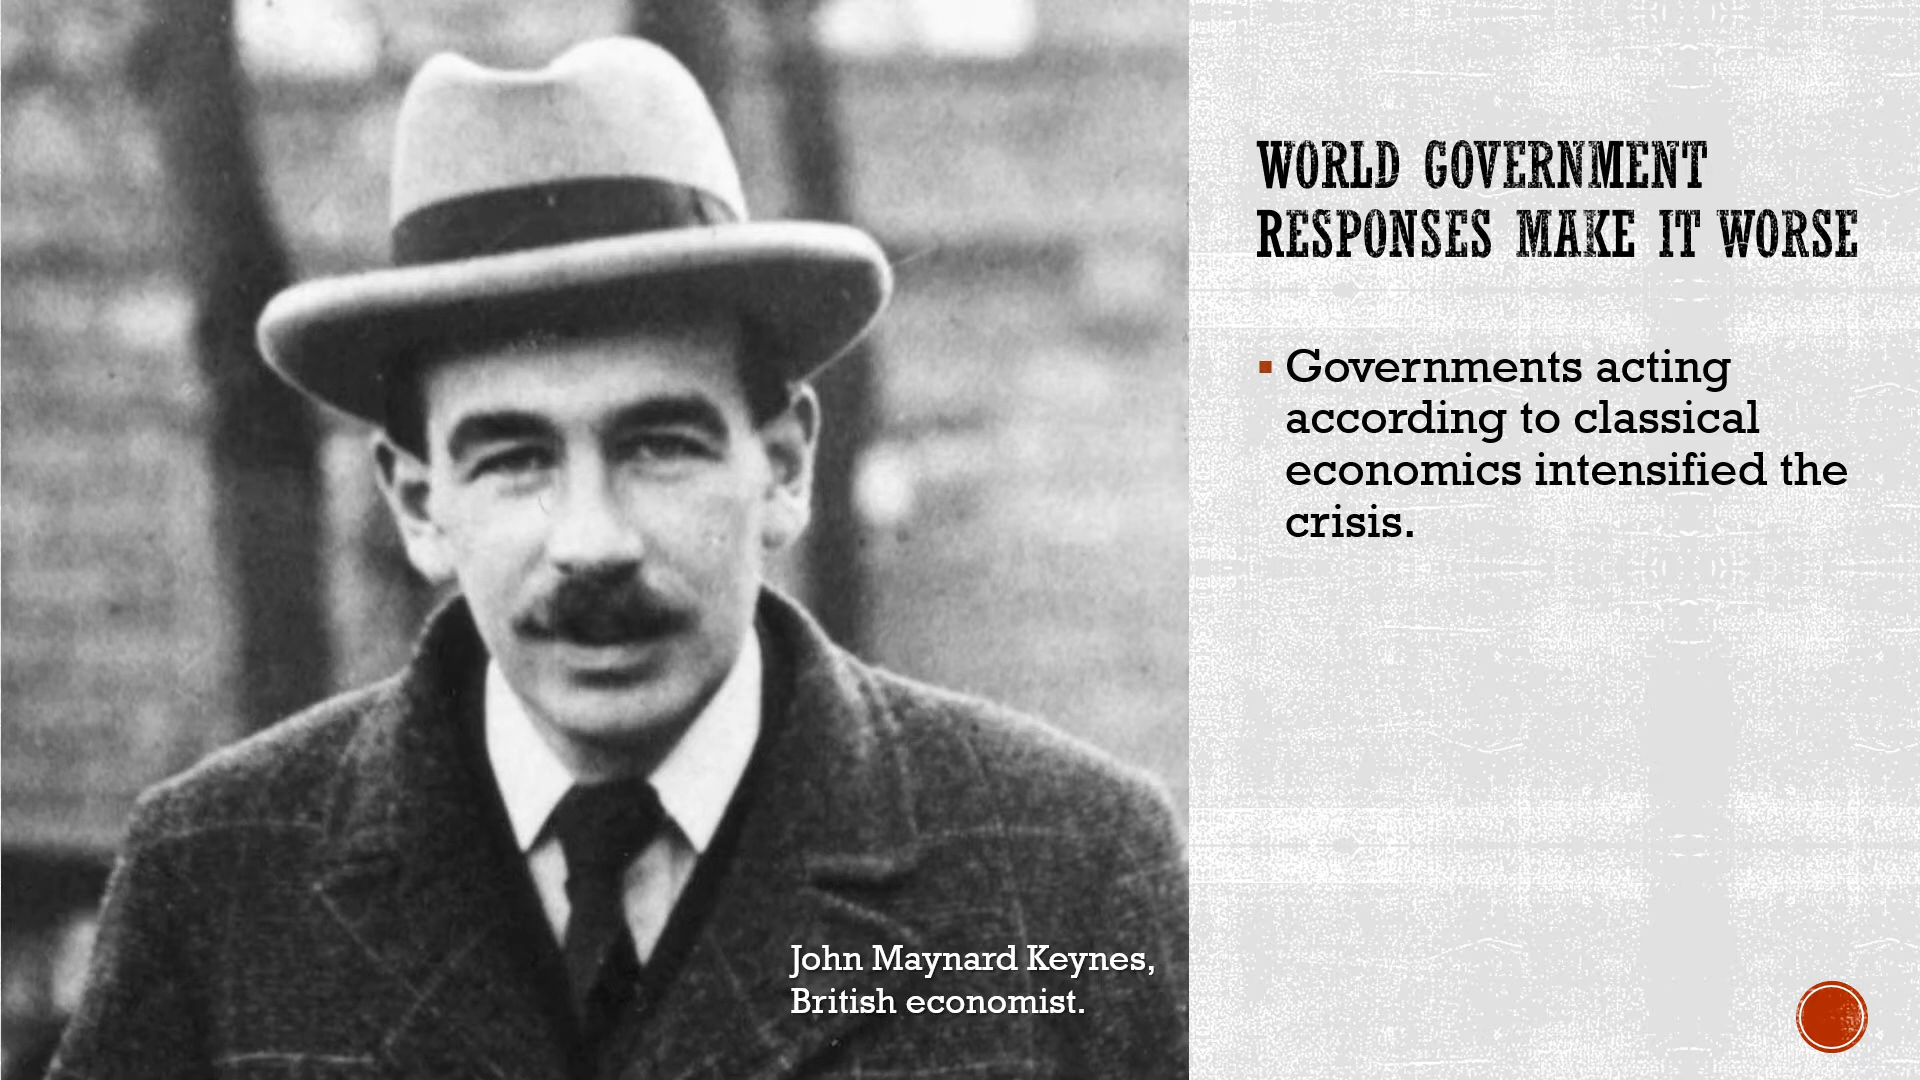 WORLD GOVERNMENT
RESPONSES MAKE IT WORSE
Governments acting
according to classical
economics intensified the
crisis.
John Maynard Keynes,
British economist.